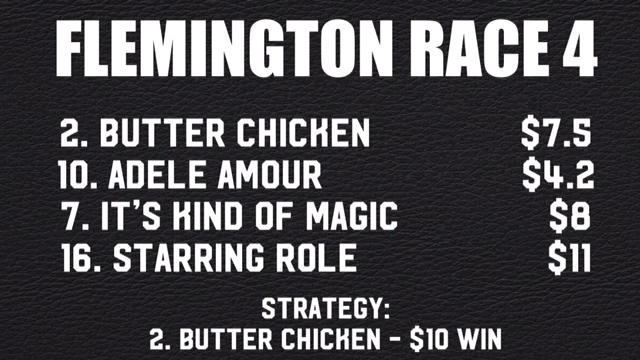 FLEMINGTON RACE 4
2. BUTTER CHICKEN $7.5
10. ADELE AMOUR $4.2
7. IT'S KIND OF MAGIC $8
16. STARRING ROLE $11
STRATEGY:
2. BUTTER CHICKEN - $10 WIN